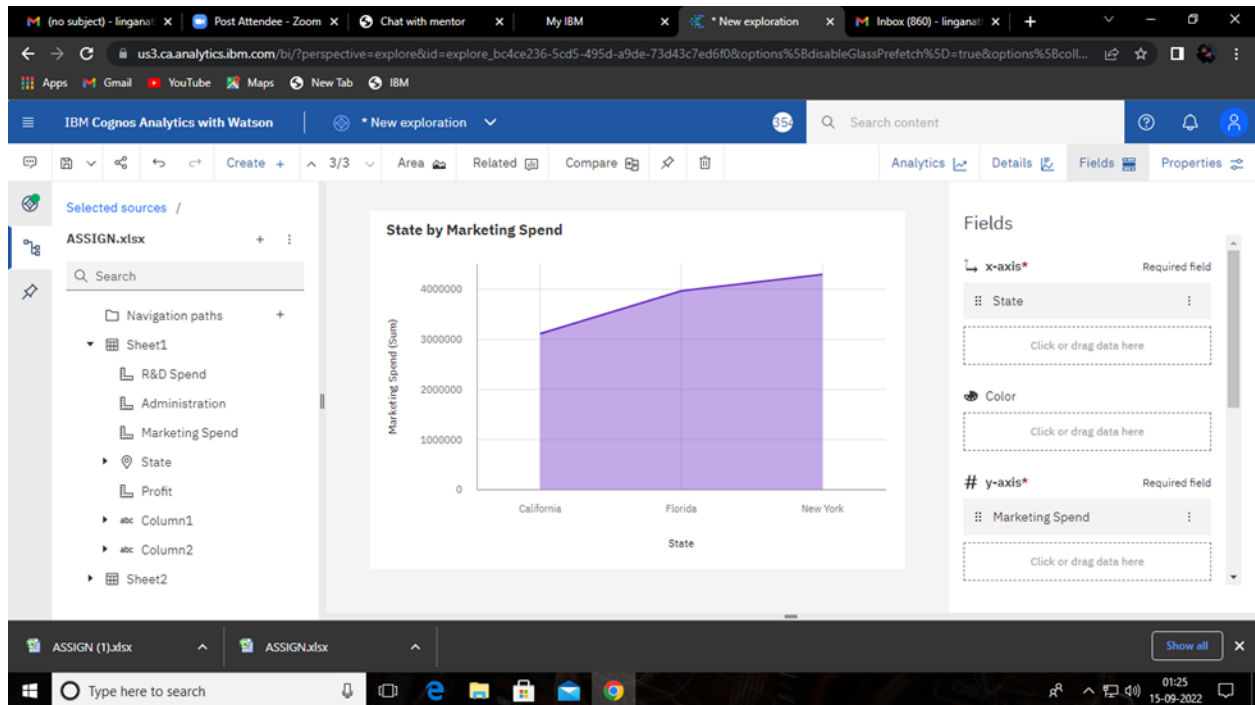 (no subject) - linganat
Post Attendee - Zoom
Chat with mentor
My IBM
* New exploration
Inbox (860) - linganat
us3.ca.analytics.ibm.com/bi/?perspective=explore&id=explore_bc4ce236-5cd5-495d-a9de-73d43c7ed6f0&options%5BdisableGlassPrefetch%5D=true&options%5Bcoll...
Apps
Gmail
YouTube
Maps
New Tab
IBM
IBM Cognos Analytics with Watson
* New exploration
354
Search content
Create +
3/3
Area
Related
Compare
Analytics
Details
Fields
Properties
Selected sources /
ASSIGN.xlsx
Search
Navigation paths
Sheet1
R&D Spend
Administration
Marketing Spend
State
Profit
abc Column1
abc Column2
Sheet2
State by Marketing Spend
Marketing Spend (Sum)
4000000
3000000
2000000
1000000
0
California
Florida
New York
State
Fields
x-axis*
Required field
State
Click or drag data here
Color
Click or drag data here
# y-axis*
Required field
Marketing Spend
Click or drag data here
ASSIGN (1).xlsx
ASSIGN.xlsx
Show all
Type here to search
01:25
15-09-2022